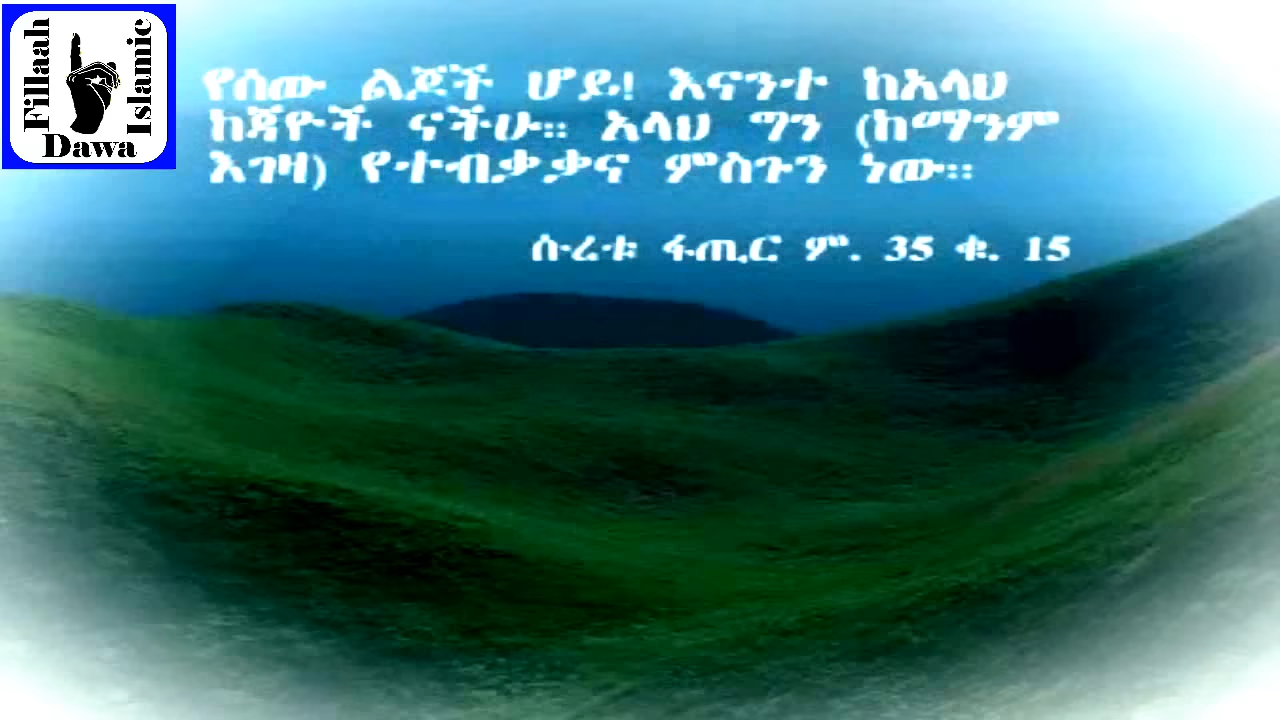 Fillaah
Islamic
Dawa
የሰው ልጆች ሆይ! እናንተ ከአላህ
ከጃዮች ናችሁ። አላህ ግን (ከማንም
እገዛ) የተብቃቃና ምስጉን ነው።
ሱረቱ ፋጢር ም. 35 ቁ. 15